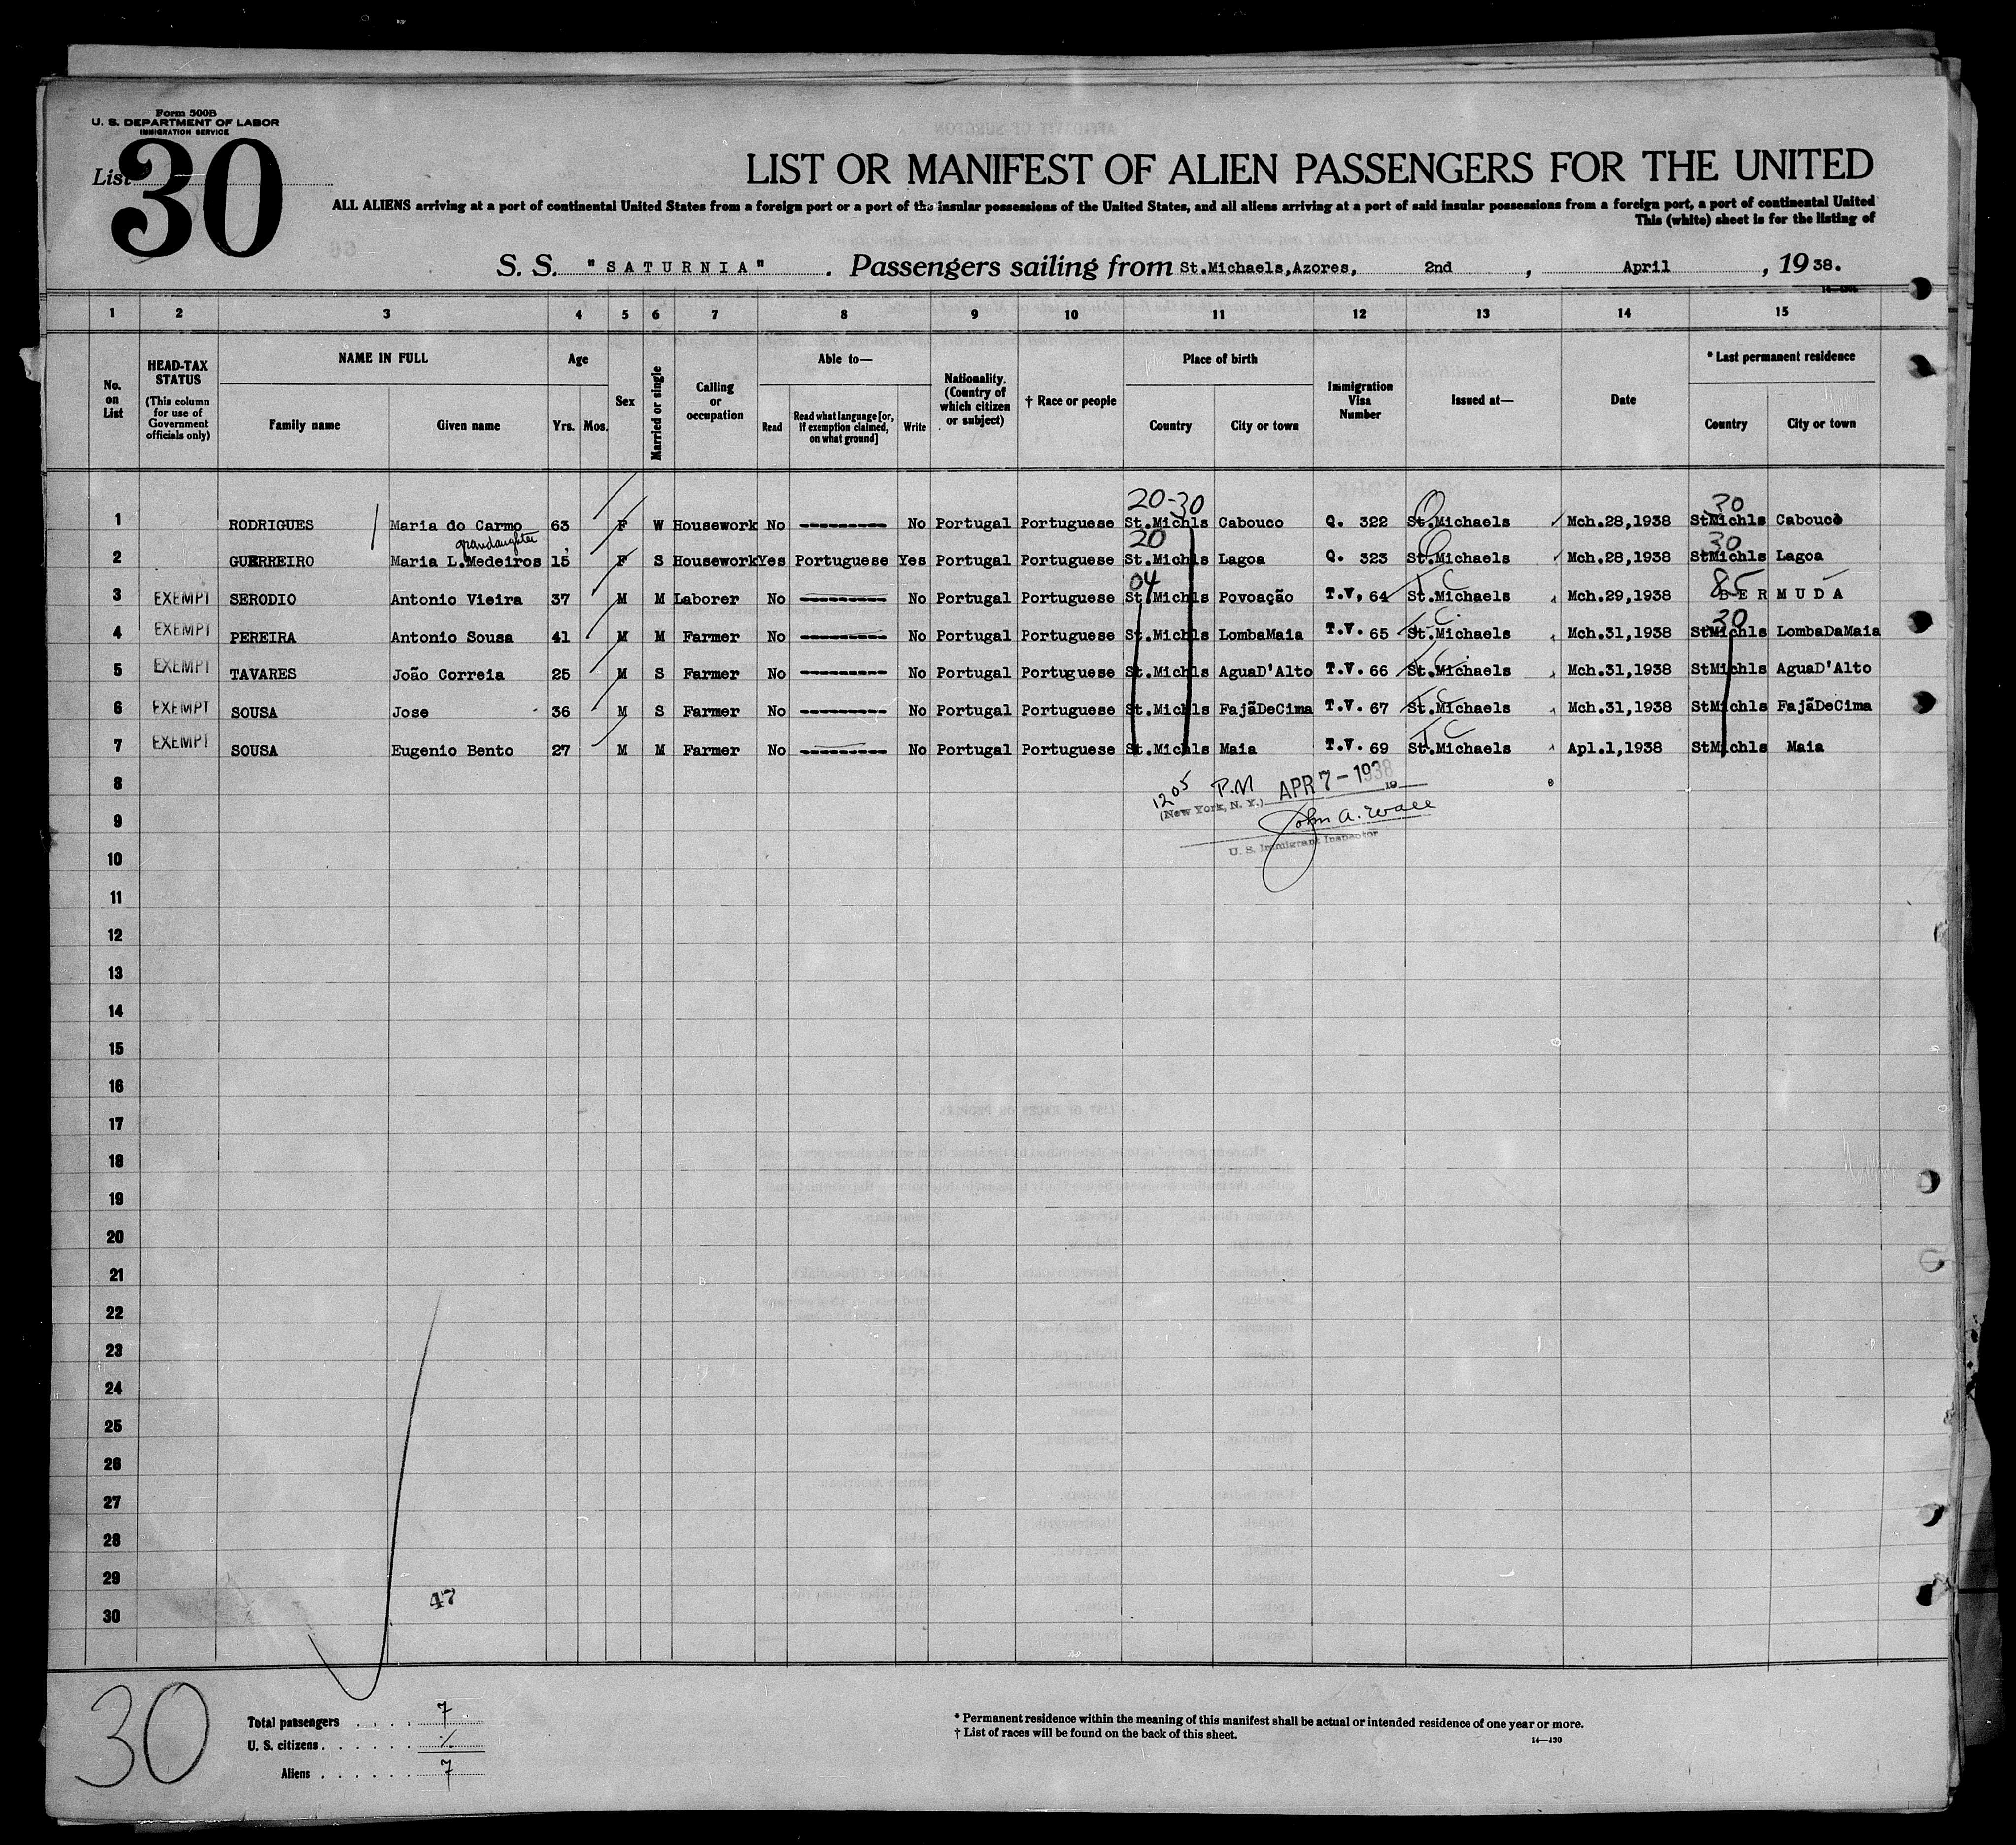 Form 500B
U. S. DEPARTMENT OF LABOR
IMMIGRATION SERVICE
List 30
LIST OR MANIFEST OF ALIEN PASSENGERS FOR THE UNITED
ALL ALIENS arriving at a port of continental United States from a foreign port or a port of the insular possessions of the United States, and all aliens arriving at a port of said insular possessions from a foreign port, a port of continental United
This (white) sheet is for the listing of
S. S. "SATURNIA". Passengers sailing from St.Michaels,Azores, 2nd, April, 1938.
1 2 3 4 5 6 7 8 9 10 11 12 13 14 15
No. on List
HEAD-TAX STATUS (This column for use of Government officials only)
NAME IN FULL
Family name Given name
Age
Yrs. Mos.
Sex
Married or single
Calling or occupation
Able to—
Read Read what language [or, if exemption claimed, on what ground] Write
Nationality. (Country of which citizen or subject)
† Race or people
Place of birth
Country City or town
Immigration Visa Number
Issued at—
Date
* Last permanent residence
Country City or town
20-30 30
1 RODRIGUES Maria do Carmo 63 F W Housework No --------- No Portugal Portuguese St.Michls Cabouco Q. 322 St.Michaels Mch.28,1938 StMichls Cabouco
grandaughter 20 30
2 GUERREIRO Maria L.Medeiros 15 F S Housework Yes Portuguese Yes Portugal Portuguese St.Michls Lagoa Q. 323 St.Michaels Mch.28,1938 StMichls Lagoa
04 85
3 EXEMPT SERODIO Antonio Vieira 37 M M Laborer No --------- No Portugal Portuguese St.Michls Povoação T.V. 64 St.Michaels Mch.29,1938 BERMUDA
30
4 EXEMPT PEREIRA Antonio Sousa 41 M M Farmer No --------- No Portugal Portuguese St.Michls LombaMaia T.V. 65 St.Michaels Mch.31,1938 StMichls LombaDaMaia
5 EXEMPT TAVARES João Correia 25 M S Farmer No --------- No Portugal Portuguese St.Michls AguaD'Alto T.V. 66 St.Michaels Mch.31,1938 StMichls AguaD'Alto
6 EXEMPT SOUSA Jose 36 M S Farmer No --------- No Portugal Portuguese St.Michls FajãDeCima T.V. 67 St.Michaels Mch.31,1938 StMichls FajãDeCima
7 EXEMPT SOUSA Eugenio Bento 27 M M Farmer No --------- No Portugal Portuguese St.Michls Maia T.V. 69 St.Michaels Apl.1,1938 StMichls Maia
8
1205 P.M APR 7-1938 19
(New York, N. Y.)
9
John A. Wall
U. S. Immigrant Inspector
10
11
12
13
14
15
16
17
18
19
20
21
22
23
24
25
26
27
28
29
47
30
30
Total passengers . . . . 7
U. S. citizens. . . . . . .
Aliens . . . . . . 7
* Permanent residence within the meaning of this manifest shall be actual or intended residence of one year or more.
† List of races will be found on the back of this sheet.
14—430